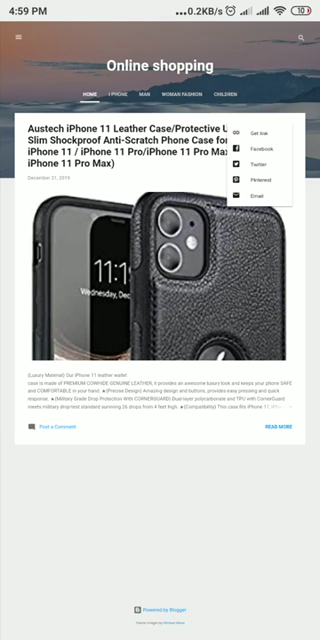 4:59 PM
...0.2KB/s
10
Online shopping
HOME I PHONE MAN WOMAN FASHION CHILDREN
Austech iPhone 11 Leather Case/Protective
Slim Shockproof Anti-Scratch Phone Case for
iPhone 11 / iPhone 11 Pro/iPhone 11 Pro Max
iPhone 11 Pro Max)
Get link
Facebook
Twitter
Pinterest
Email
December 21, 2019
Wednesday, Dec
(Luxury Material) Our iPhone 11 leather wallet
case is made of PREMIUM COWHIDE GENUINE LEATHER, it provides an awesome luxury look and keeps your phone SAFE
and COMFORTABLE in your hand. ★(Precise Design) Amazing design and buttons, provides easy pressing and quick
response. ★(Military Grade Drop Protection With CORNERGUARD) Dual-layer polycarbonate and TPU with CornerGuard
meets military drop-test standard surviving 26 drops from 4 feet high. ★(Compatibility) This case fits iPhone 11,
Post a Comment
READ MORE
Powered by Blogger
Theme images by